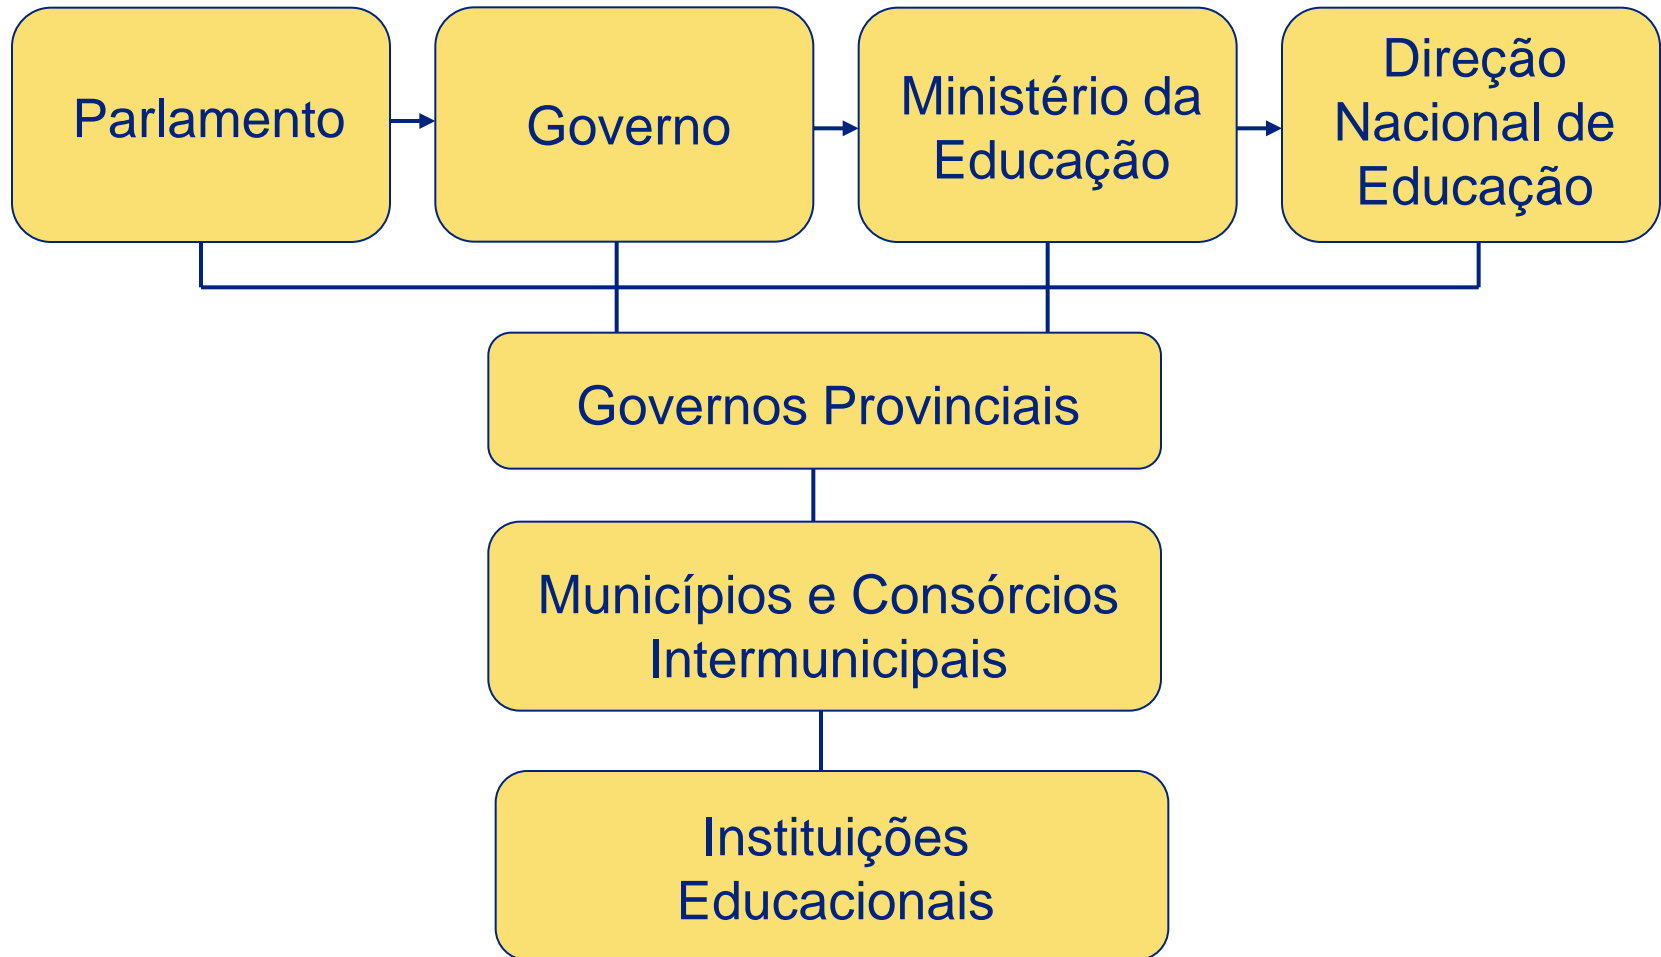 Parlamento
Governo
Ministério da
Educação
Direção
Nacional de
Educação
Governos Provinciais
Municípios e Consórcios
Intermunicipais
Instituições
Educacionais